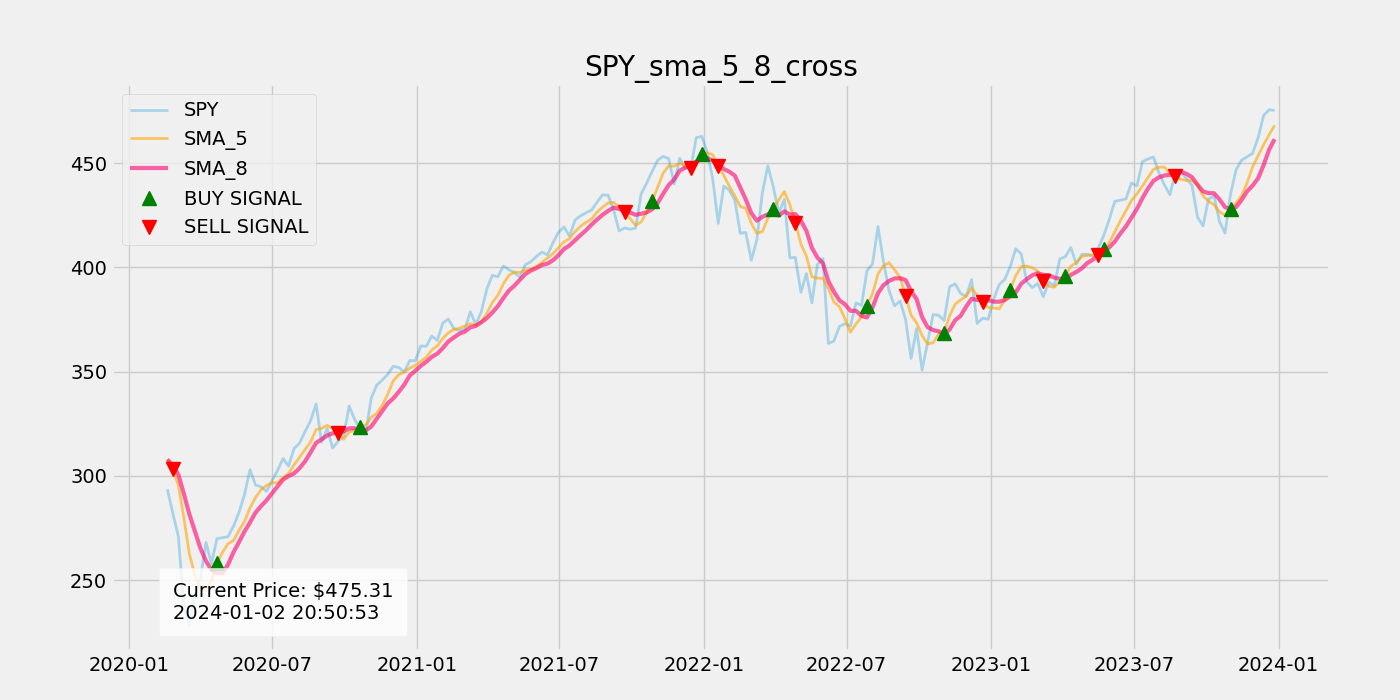 SPY_sma_5_8_cross
SPY
SMA_5
SMA_8
BUY SIGNAL
SELL SIGNAL
450
400
350
300
250
Current Price: $475.31
2024-01-02 20:50:53
2020-01 2020-07 2021-01 2021-07 2022-01 2022-07 2023-01 2023-07 2024-01